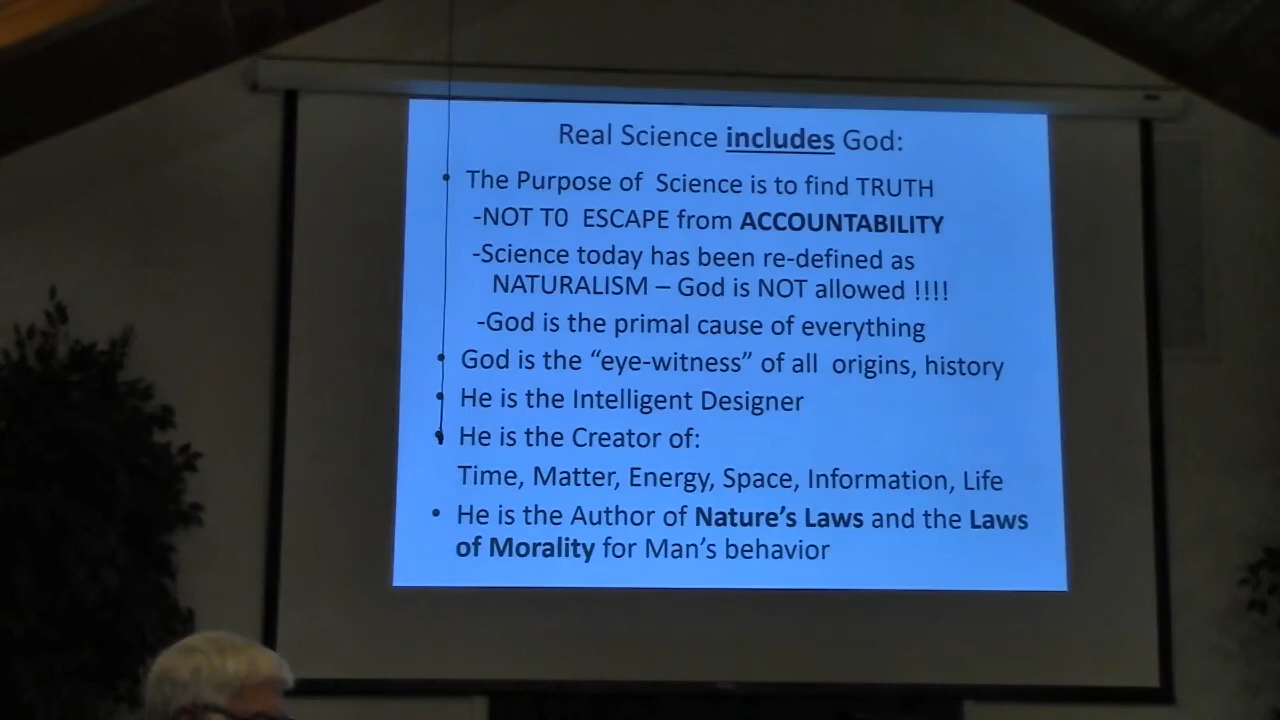 Real Science includes God:
• The Purpose of Science is to find TRUTH
-NOT T0 ESCAPE from ACCOUNTABILITY
-Science today has been re-defined as
NATURALISM – God is NOT allowed !!!!
-God is the primal cause of everything
• God is the “eye-witness” of all origins, history
• He is the Intelligent Designer
• He is the Creator of:
Time, Matter, Energy, Space, Information, Life
• He is the Author of Nature’s Laws and the Laws
of Morality for Man’s behavior